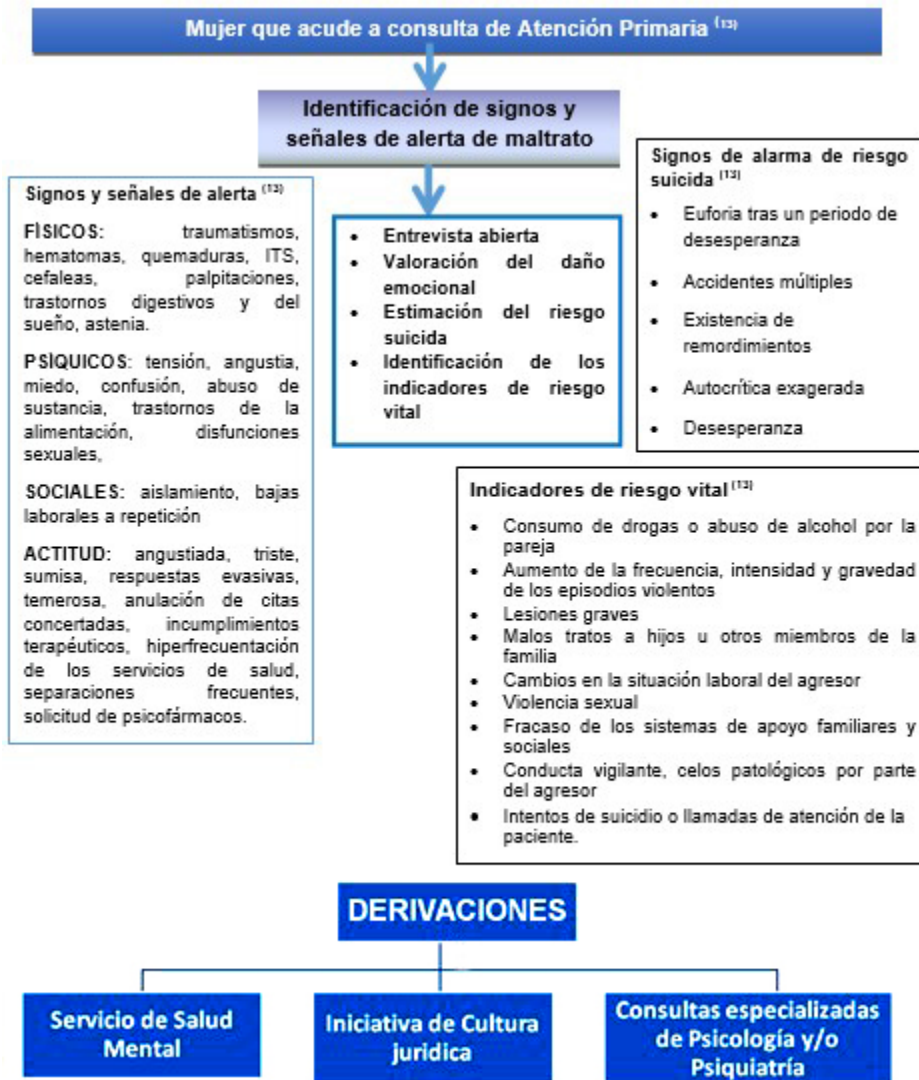 Mujer que acude a consulta de Atención Primaria (13)
Identificación de signos y
señales de alerta de maltrato
Signos y señales de alerta (13)
FÍSICOS: traumatismos,
hematomas, quemaduras, ITS,
cefaleas, palpitaciones,
trastornos digestivos y del
sueño, astenia.
PSÍQUICOS: tensión, angustia,
miedo, confusión, abuso de
sustancia, trastornos de la
alimentación, disfunciones
sexuales,
SOCIALES: aislamiento, bajas
laborales a repetición
ACTITUD: angustiada, triste,
sumisa, respuestas evasivas,
temerosa, anulación de citas
concertadas, incumplimientos
terapéuticos, hiperfrecuentación
de los servicios de salud,
separaciones frecuentes,
solicitud de psicofármacos.
• Entrevista abierta
• Valoración del daño
emocional
• Estimación del riesgo
suicida
• Identificación de los
indicadores de riesgo
vital
Signos de alarma de riesgo
suicida (13)
• Euforia tras un periodo de
desesperanza
• Accidentes múltiples
• Existencia de
remordimientos
• Autocrítica exagerada
• Desesperanza
Indicadores de riesgo vital (13)
• Consumo de drogas o abuso de alcohol por la
pareja
• Aumento de la frecuencia, intensidad y gravedad
de los episodios violentos
• Lesiones graves
• Malos tratos a hijos u otros miembros de la
familia
• Cambios en la situación laboral del agresor
• Violencia sexual
• Fracaso de los sistemas de apoyo familiares y
sociales
• Conducta vigilante, celos patológicos por parte
del agresor
• Intentos de suicidio o llamadas de atención de la
paciente.
DERIVACIONES
Servicio de Salud
Mental
Iniciativa de Cultura
juridica
Consultas especializadas
de Psicología y/o
Psiquiatría